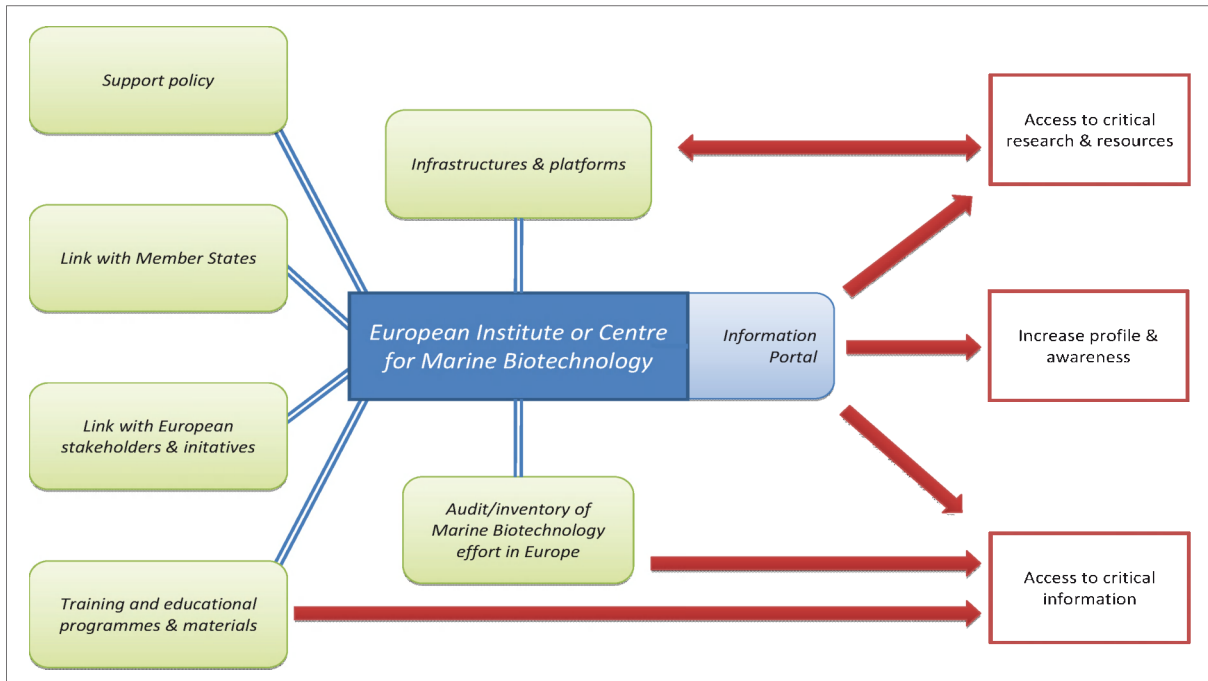 Support policy
Link with Member States
Link with European
stakeholders & initatives
Training and educational
programmes & materials
Infrastructures & platforms
European Institute or Centre
for Marine Biotechnology
Information
Portal
Audit/inventory of
Marine Biotechnology
effort in Europe
Access to critical
research & resources
Increase profile &
awareness
Access to critical
information